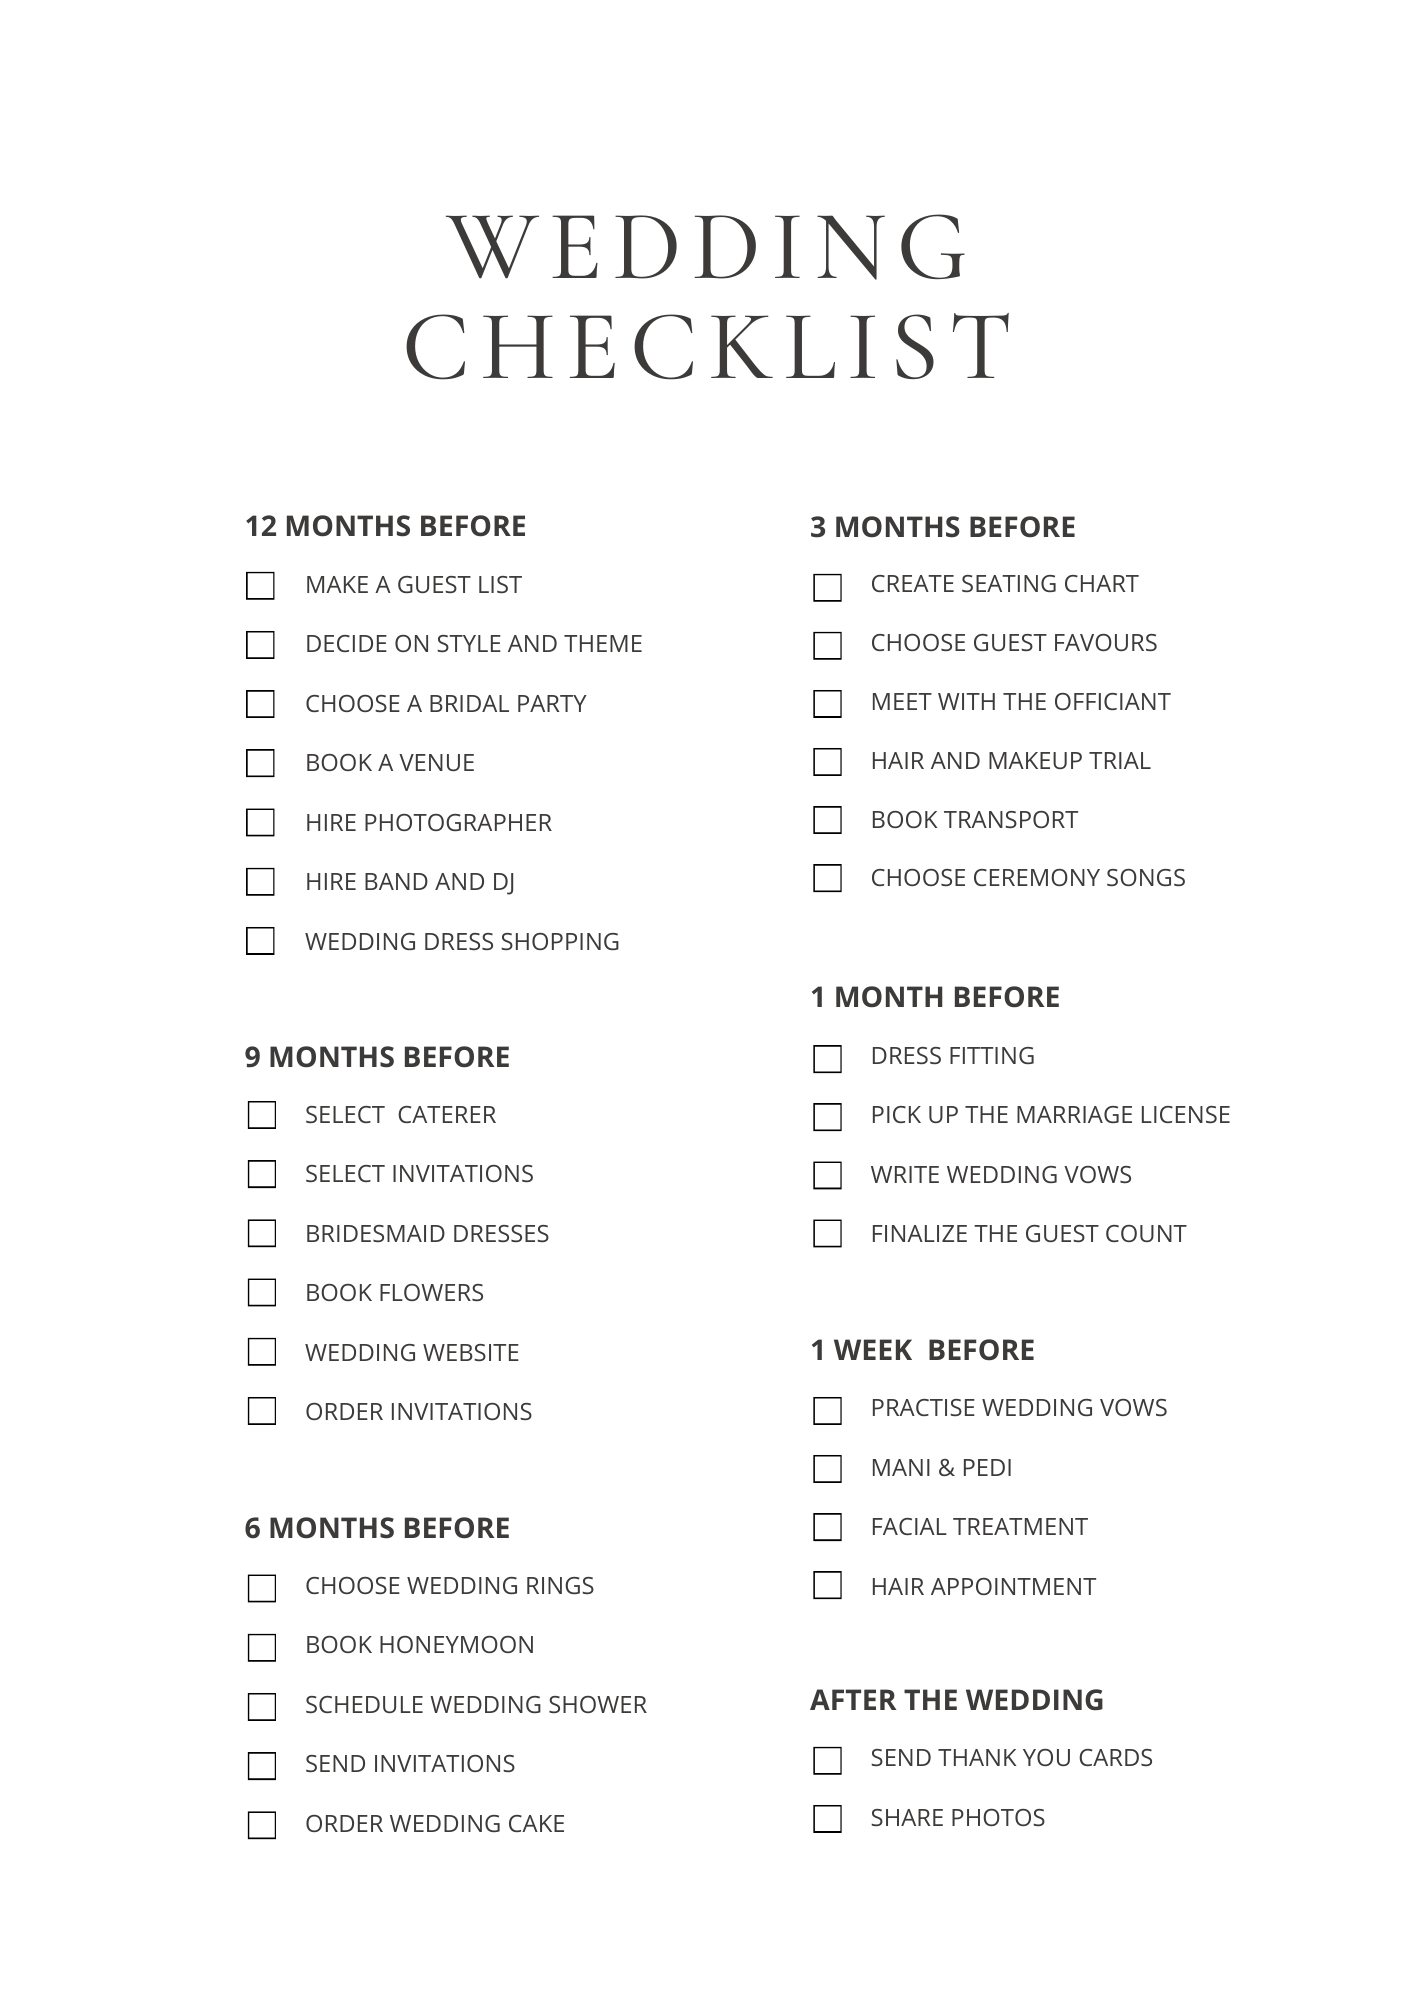 WEDDING
CHECKLIST
12 MONTHS BEFORE
MAKE A GUEST LIST
DECIDE ON STYLE AND THEME
CHOOSE A BRIDAL PARTY
BOOK A VENUE
HIRE PHOTOGRAPHER
HIRE BAND AND DJ
WEDDING DRESS SHOPPING
9 MONTHS BEFORE
SELECT  CATERER
SELECT INVITATIONS
BRIDESMAID DRESSES
BOOK FLOWERS
WEDDING WEBSITE
ORDER INVITATIONS
6 MONTHS BEFORE
CHOOSE WEDDING RINGS
BOOK HONEYMOON
SCHEDULE WEDDING SHOWER
SEND INVITATIONS
ORDER WEDDING CAKE
3 MONTHS BEFORE
CREATE SEATING CHART
CHOOSE GUEST FAVOURS
MEET WITH THE OFFICIANT
HAIR AND MAKEUP TRIAL
BOOK TRANSPORT
CHOOSE CEREMONY SONGS
1 MONTH BEFORE
DRESS FITTING
PICK UP THE MARRIAGE LICENSE
WRITE WEDDING VOWS
FINALIZE THE GUEST COUNT
1 WEEK  BEFORE
PRACTISE WEDDING VOWS
MANI & PEDI
FACIAL TREATMENT
HAIR APPOINTMENT
AFTER THE WEDDING
SEND THANK YOU CARDS
SHARE PHOTOS